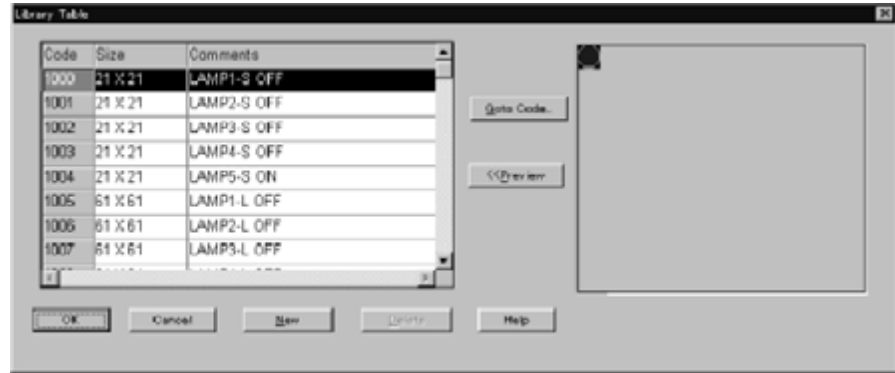 Library Table
Code Size Comments
1000 21 X 21 LAMP1-S OFF
1001 21 X 21 LAMP2-S OFF
1002 21 X 21 LAMP3-S OFF
1003 21 X 21 LAMP4-S OFF
1004 21 X 21 LAMP5-S ON
1005 61 X 61 LAMP1-L OFF
1006 61 X 61 LAMP2-L OFF
1007 61 X 61 LAMP3-L OFF
Goto Code..
<<Preview
OK Cancel New Delete Help